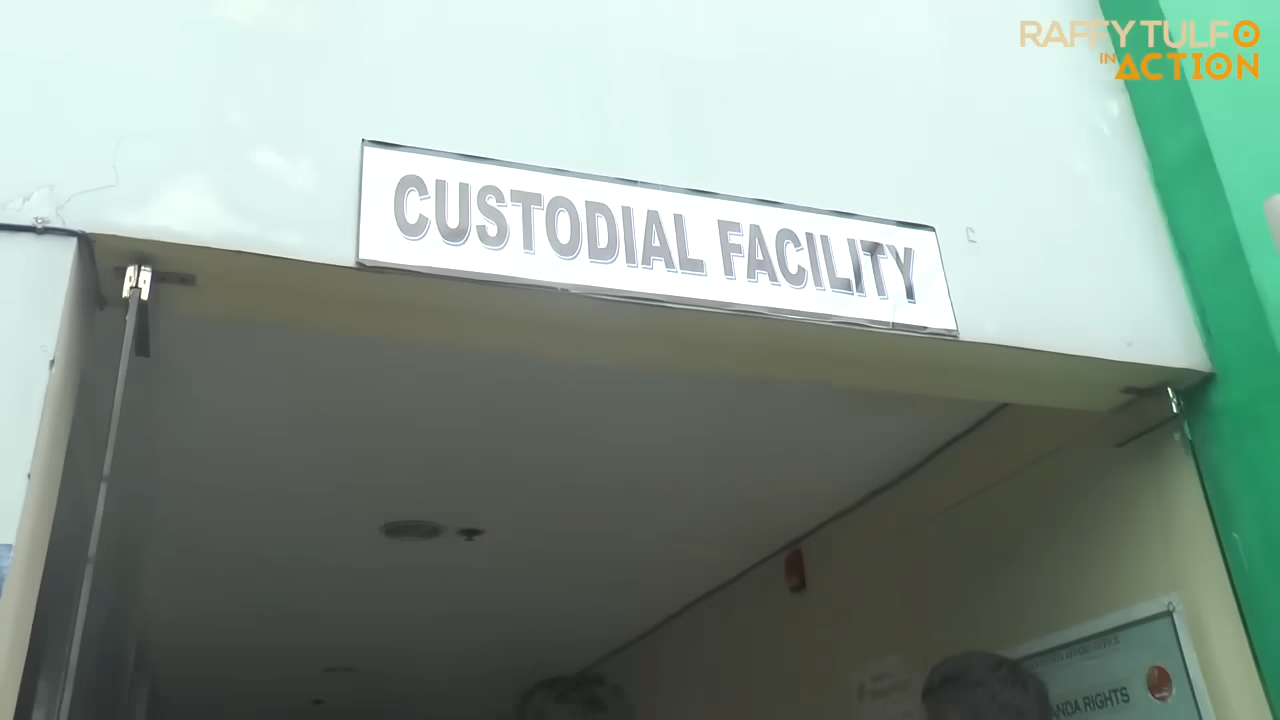 RAFFY TULFO
IN ACTION
CUSTODIAL FACILITY
ANDA RIGHTS